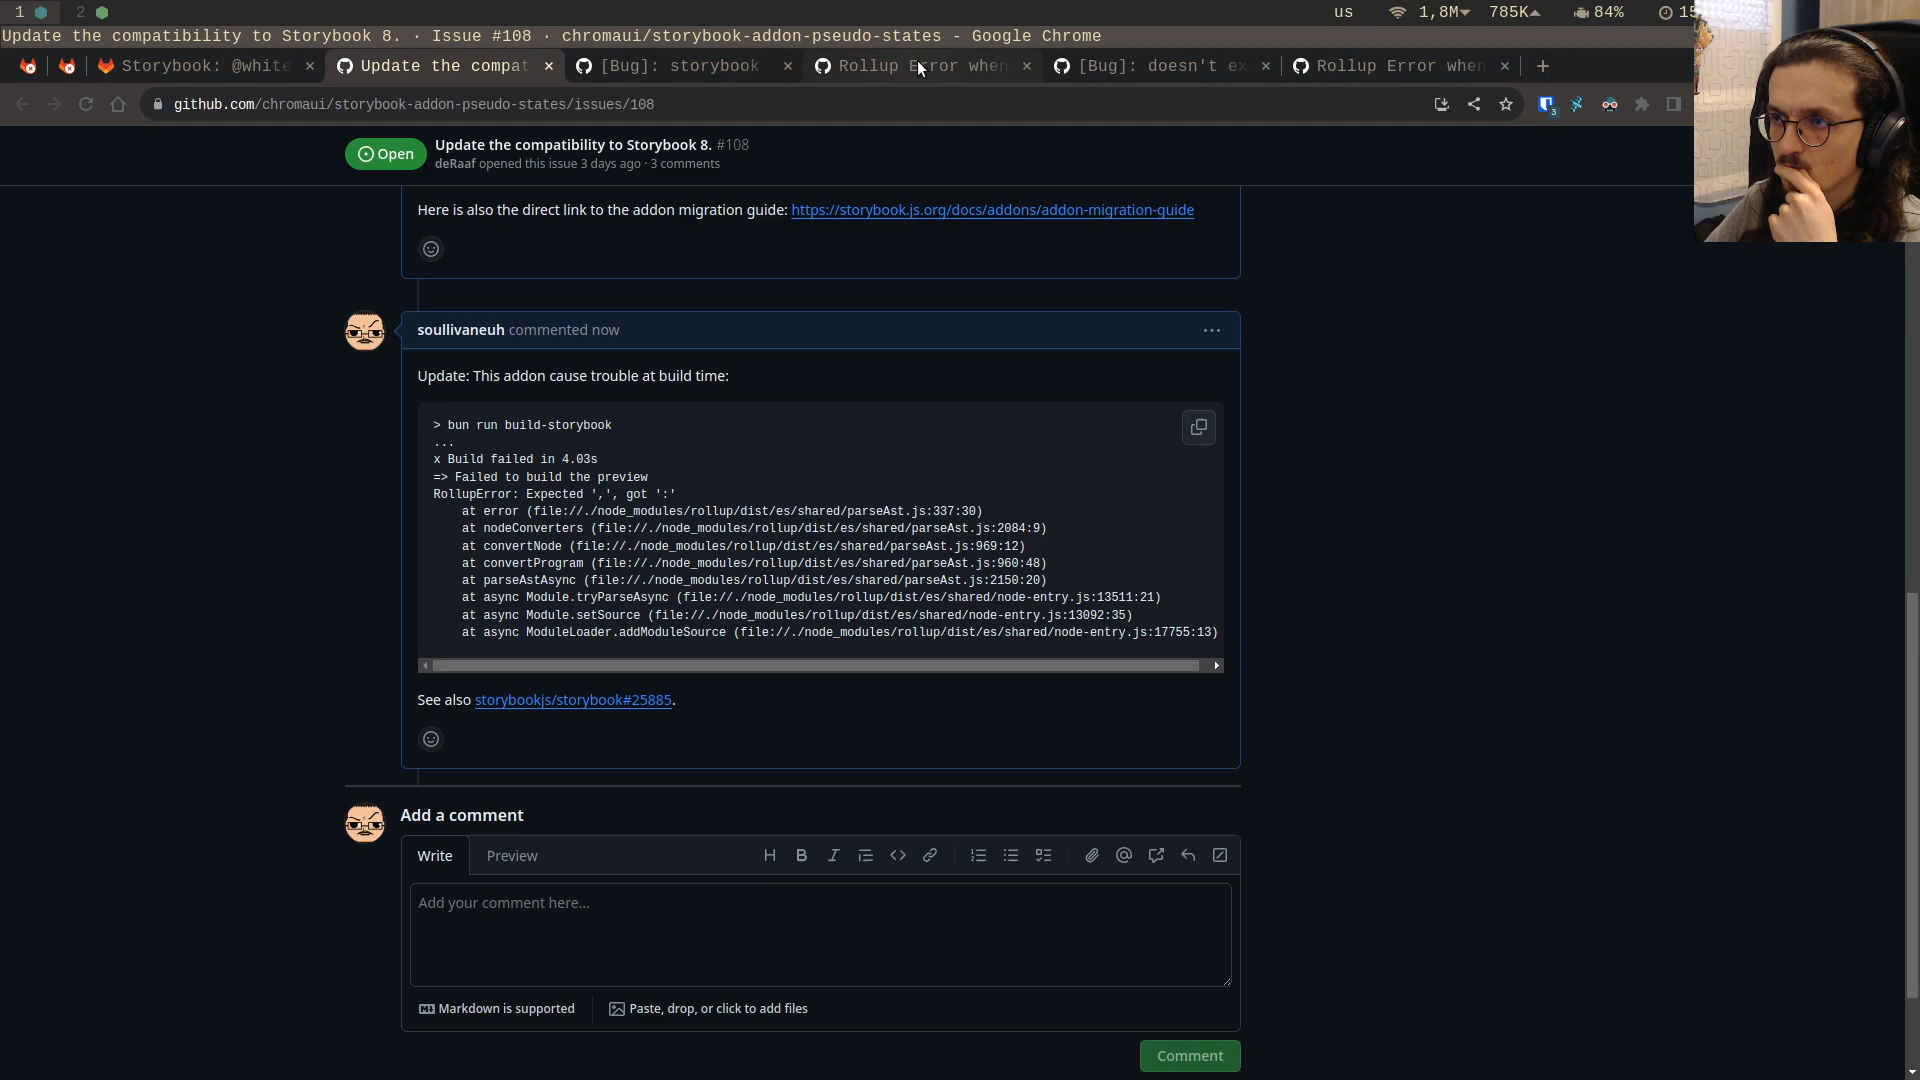 1 2 us 1,8M 785K 84% 15
Update the compatibility to Storybook 8. · Issue #108 · chromaui/storybook-addon-pseudo-states - Google Chrome
Storybook: @white × Update the compat × [Bug]: storybook × Rollup Error when × [Bug]: doesn't ex × Rollup Error when × +
github.com/chromaui/storybook-addon-pseudo-states/issues/108 3
Open
Update the compatibility to Storybook 8. #108
deRaaf opened this issue 3 days ago · 3 comments
Here is also the direct link to the addon migration guide: https://storybook.js.org/docs/addons/addon-migration-guide
soullivaneuh commented now
Update: This addon cause trouble at build time:
> bun run build-storybook
...
x Build failed in 4.03s
=> Failed to build the preview
RollupError: Expected ',', got ':'
at error (file://./node_modules/rollup/dist/es/shared/parseAst.js:337:30)
at nodeConverters (file://./node_modules/rollup/dist/es/shared/parseAst.js:2084:9)
at convertNode (file://./node_modules/rollup/dist/es/shared/parseAst.js:969:12)
at convertProgram (file://./node_modules/rollup/dist/es/shared/parseAst.js:960:48)
at parseAstAsync (file://./node_modules/rollup/dist/es/shared/parseAst.js:2150:20)
at async Module.tryParseAsync (file://./node_modules/rollup/dist/es/shared/node-entry.js:13511:21)
at async Module.setSource (file://./node_modules/rollup/dist/es/shared/node-entry.js:13092:35)
at async ModuleLoader.addModuleSource (file://./node_modules/rollup/dist/es/shared/node-entry.js:17755:13)
See also storybookjs/storybook#25885.
Add a comment
Write Preview
Add your comment here...
Markdown is supported Paste, drop, or click to add files
Comment